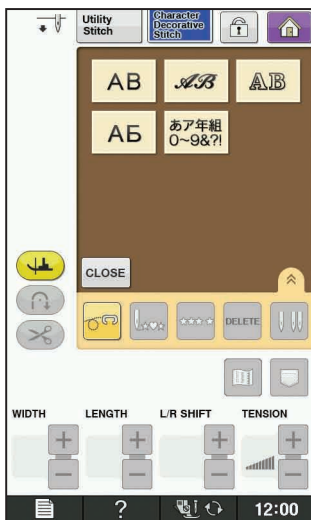 Utility
Stitch
Character
Decorative
Stitch
AB
AB
AB
АБ
あア年組
0~9&?!
CLOSE
DELETE
WIDTH
LENGTH
L/R SHIFT
TENSION
+
+
+
+
−
−
−
−
?
12:00